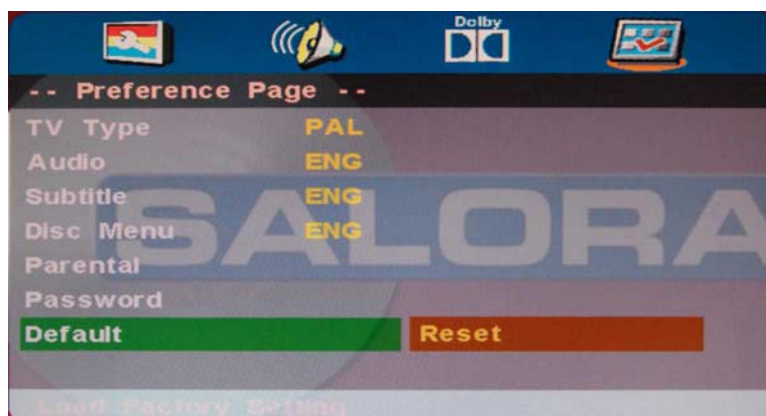 Dolby
-- Preference Page --
TV Type PAL
Audio ENG
Subtitle ENG
Disc Menu ENG
Parental
Password
Default Reset
SALORA
Load Factory Setting